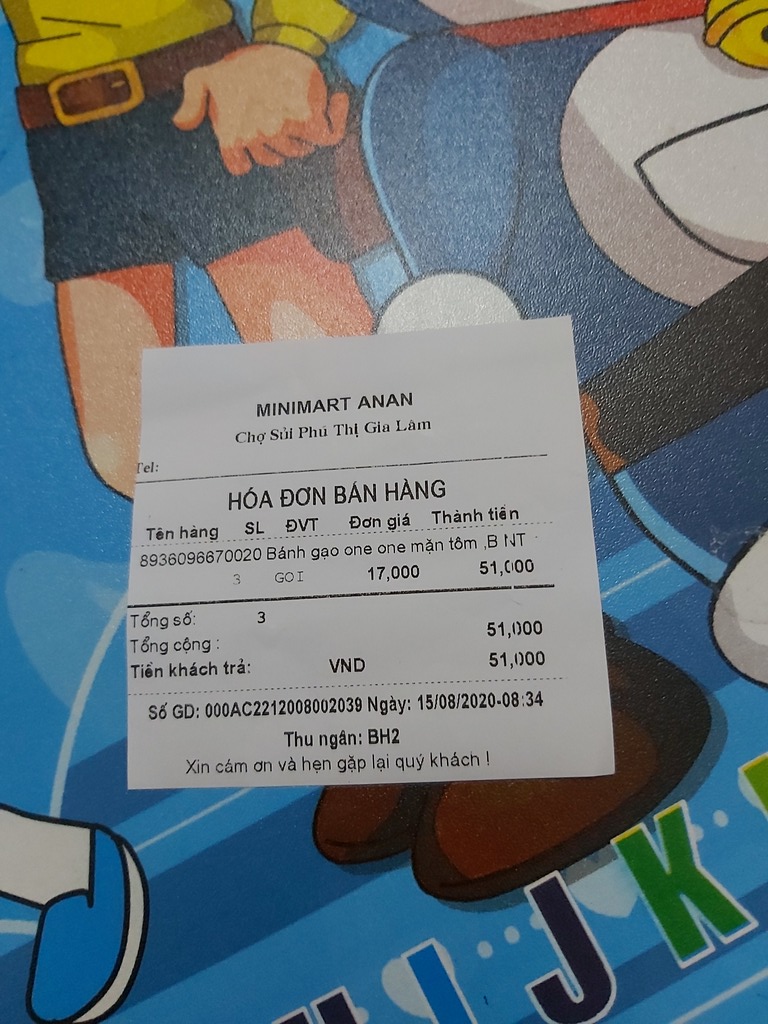 MINIMART ANAN
Chợ Sủi Phú Thị Gia Lâm
Tel:
HÓA ĐƠN BÁN HÀNG
Tên hàng SL ĐVT Đơn giá Thành tiền
8936096670020 Bánh gạo one one mặn tôm ,B NT
3 GOI 17,000 51,000
Tổng số: 3
Tổng cộng : 51,000
Tiền khách trả: VND 51,000
Số GD: 000AC2212008002039 Ngày: 15/08/2020-08:34
Thu ngân: BH2
Xin cám ơn và hẹn gặp lại quý khách !
I J K